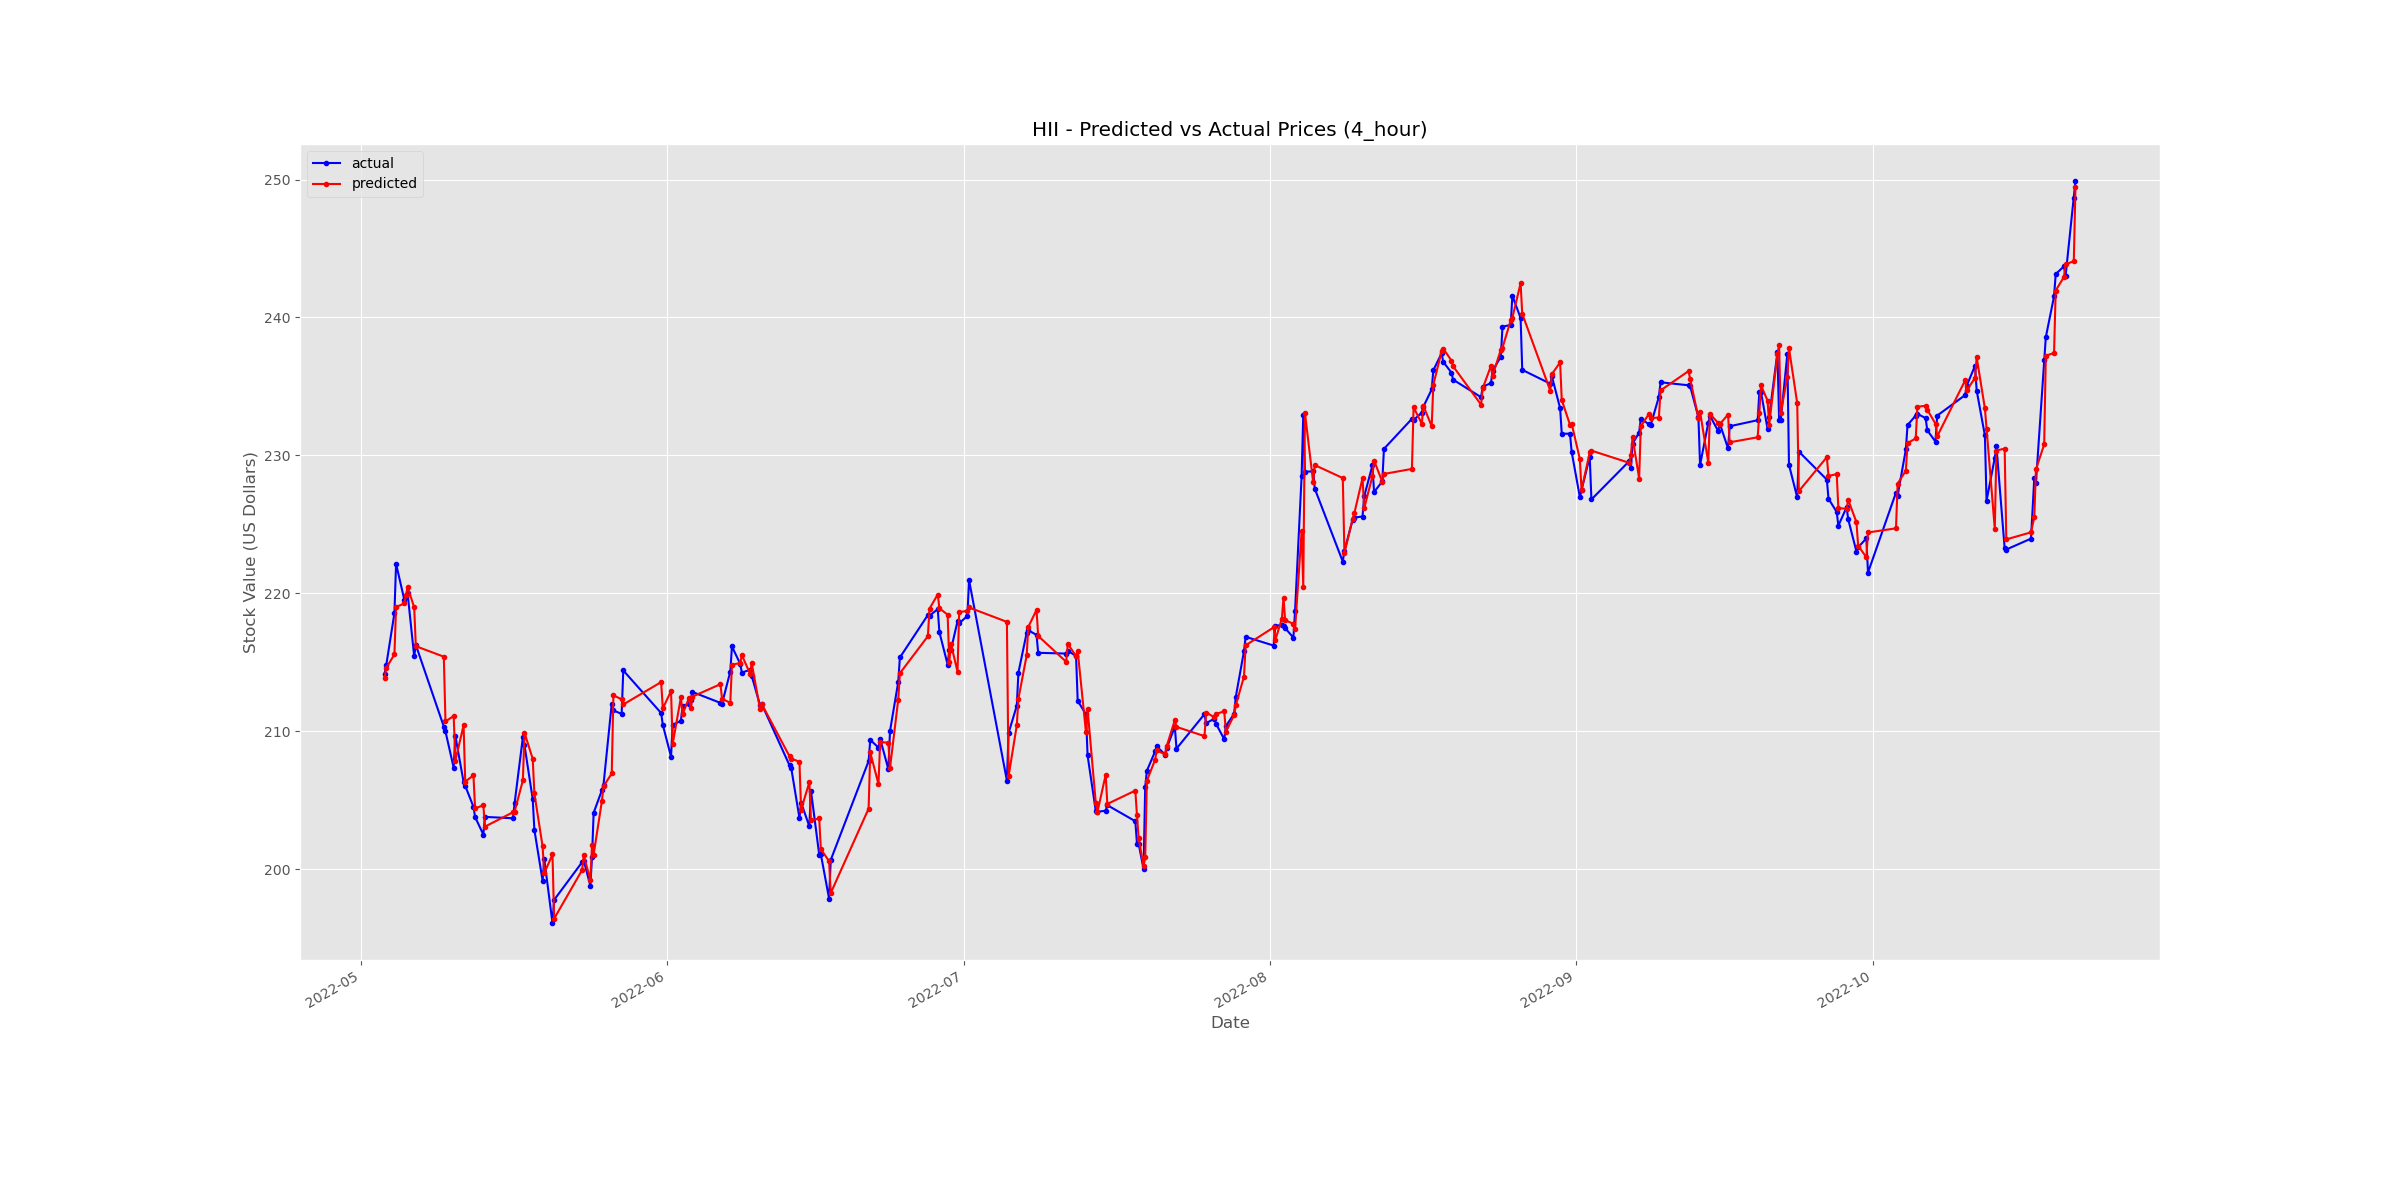 HII - Predicted vs Actual Prices (4_hour)
actual
predicted
250
240
230
220
210
200
Stock Value (US Dollars)
2022-05
2022-06
2022-07
2022-08
2022-09
2022-10
Date